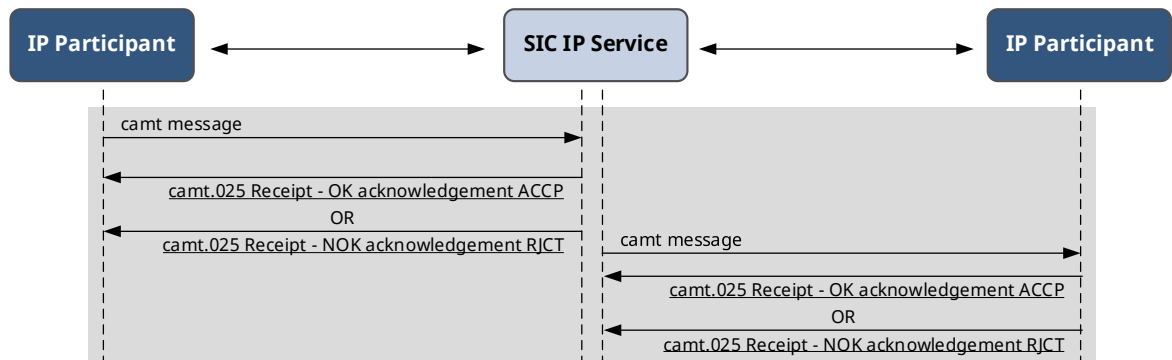 IP Participant
SIC IP Service
IP Participant
camt message
camt.025 Receipt - OK acknowledgement ACCP
OR
camt.025 Receipt - NOK acknowledgement RJCT
camt message
camt.025 Receipt - OK acknowledgement ACCP
OR
camt.025 Receipt - NOK acknowledgement RJCT